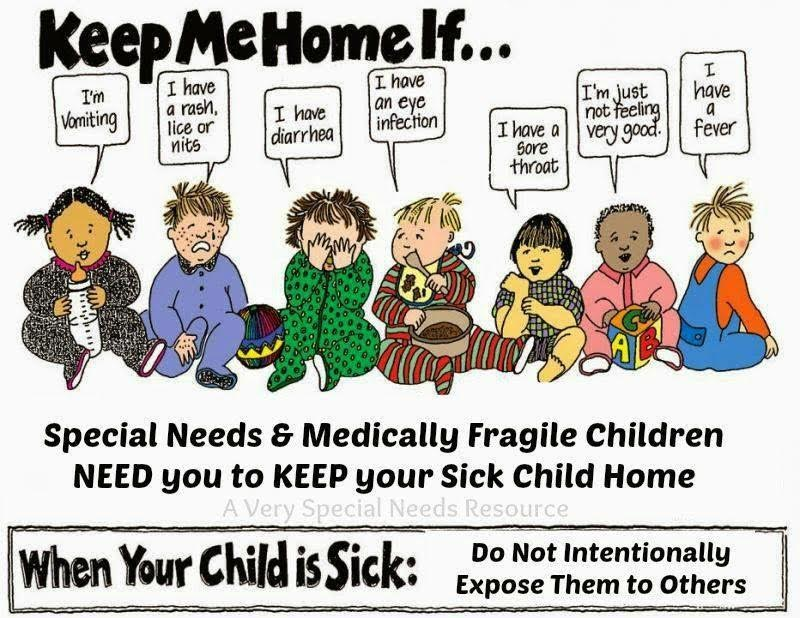 Keep Me Home If...
I'm
Vomiting
I have
a rash,
lice or
nits
I have
diarrhea
I have
an eye
infection
I have a
sore
throat
I'm just
not feeling
very good.
I
have
a
fever
C
A B
Special Needs & Medically Fragile Children
NEED you to KEEP your Sick Child Home
A Very Special Needs Resource
When Your Child is Sick:
Do Not Intentionally
Expose Them to Others